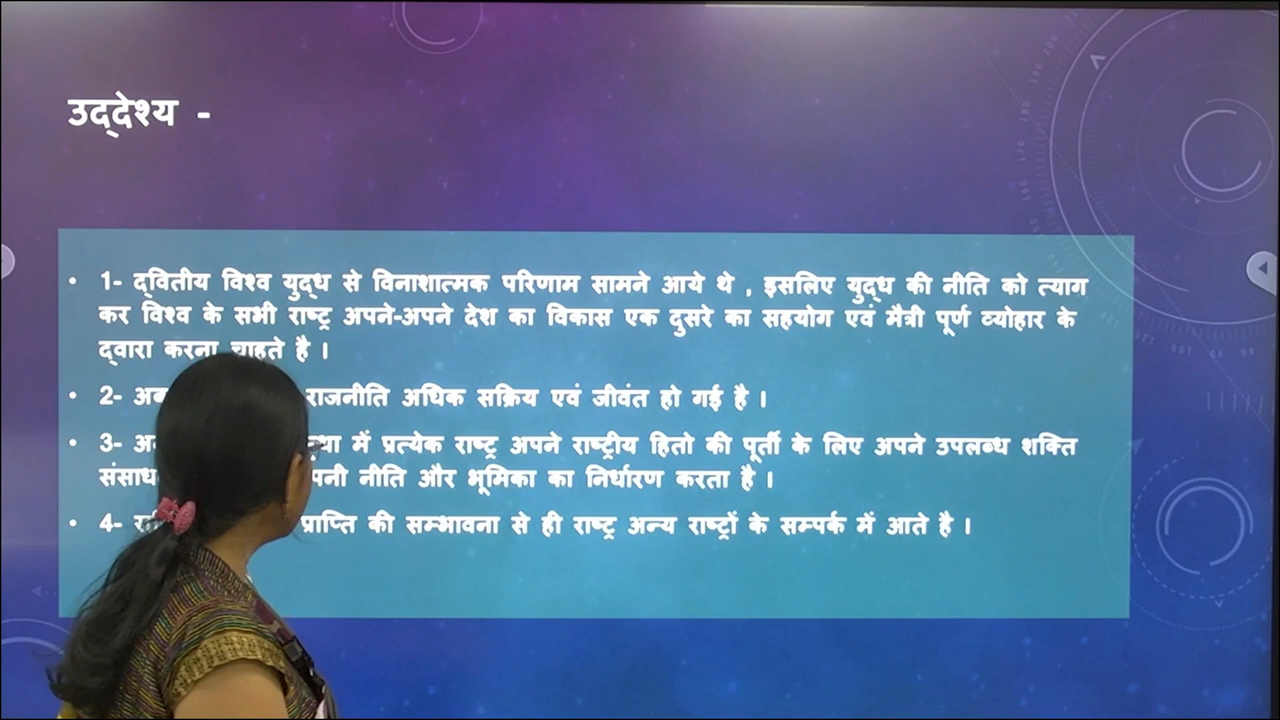 उद्देश्य -
• 1- द्वितीय विश्व युद्ध से विनाशात्मक परिणाम सामने आये थे , इसलिए युद्ध की नीति को त्याग
कर विश्व के सभी राष्ट्र अपने-अपने देश का विकास एक दुसरे का सहयोग एवं मैत्री पूर्ण व्योहार के
द्वारा करना चाहते है ।
• 2- राजनीति अधिक सक्रिय एवं जीवंत हो गई है ।
• 3- में प्रत्येक राष्ट्र अपने राष्ट्रीय हितो की पूर्ती के लिए अपने उपलब्ध शक्ति
नीति और भूमिका का निर्धारण करता है ।
• 4- प्राप्ति की सम्भावना से ही राष्ट्र अन्य राष्ट्रों के सम्पर्क में आते है ।